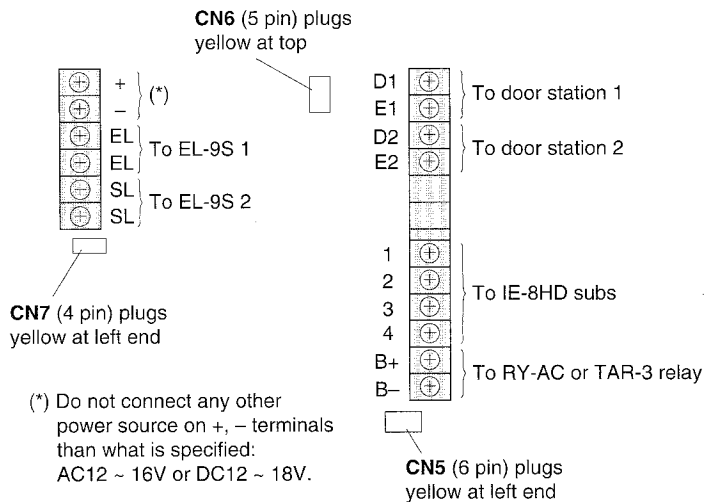 CN6 (5 pin) plugs
yellow at top
+
–
(*)
EL
EL
To EL-9S 1
SL
SL
To EL-9S 2
CN7 (4 pin) plugs
yellow at left end
(*) Do not connect any other
power source on +, – terminals
than what is specified:
AC12 ~ 16V or DC12 ~ 18V.
D1
E1
To door station 1
D2
E2
To door station 2
1
2
3
4
To IE-8HD subs
B+
B–
To RY-AC or TAR-3 relay
CN5 (6 pin) plugs
yellow at left end